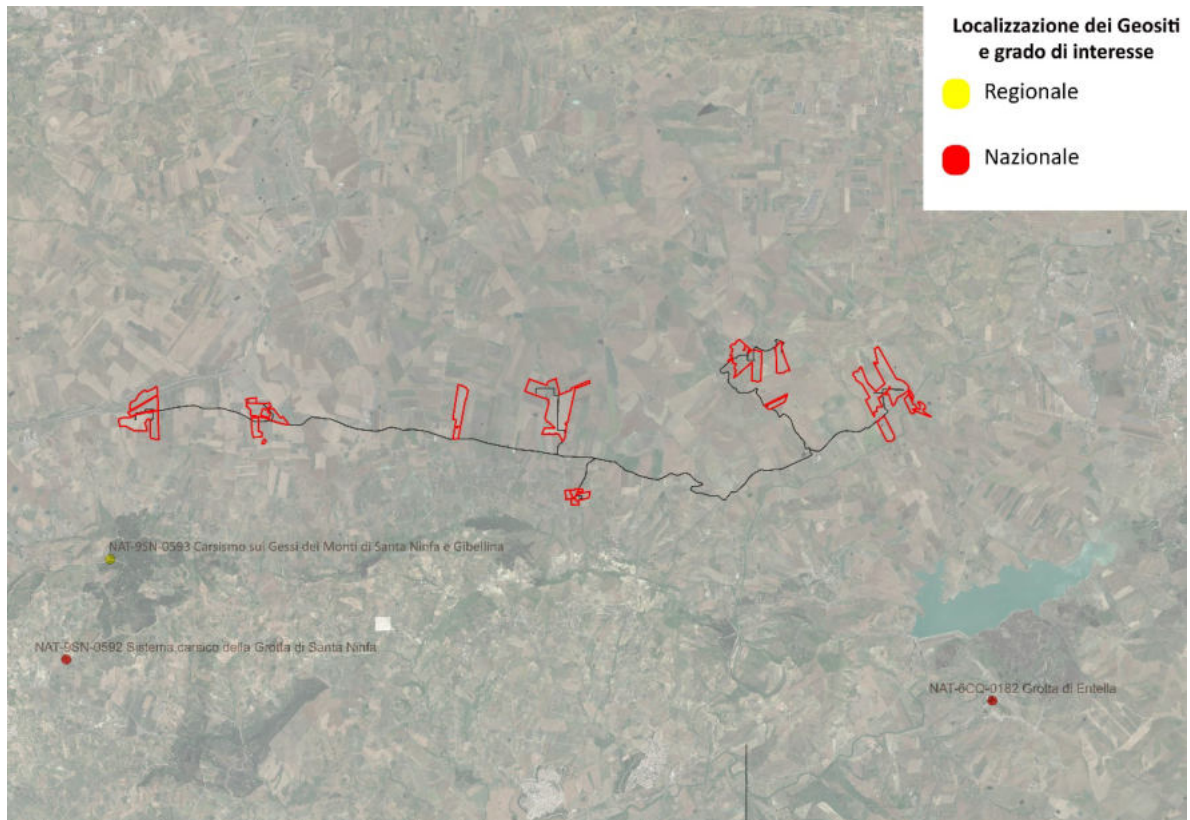 Localizzazione dei Geositi
e grado di interesse
Regionale
Nazionale
NAT-9SN-0593 Carsismo sui Gessi dei Monti di Santa Ninfa e Gibellina
NAT-9SN-0592 Sistema carsico della Grotta di Santa Ninfa
NAT-6CQ-0182 Grotta di Entella